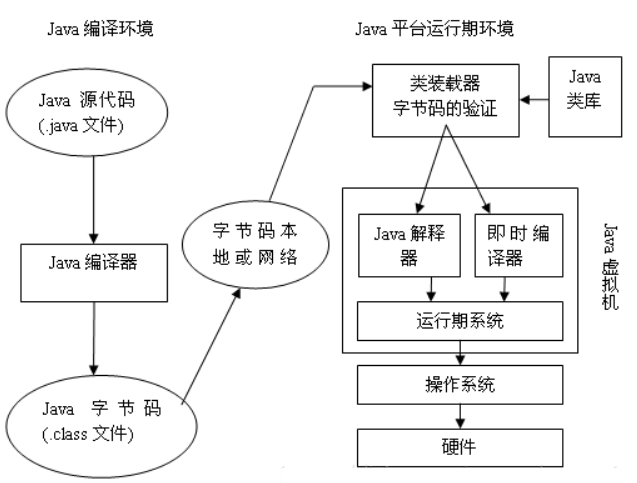 Java 编译环境
Java 源代码
(.java 文件)
Java 编译器
Java 字节码
(.class 文件)
字节码本
地或网络
Java 平台运行期环境
类装载器
字节码的验证
Java
类库
Java 解释
器
即时编
译器
运行期系统
Java 虚拟机
操作系统
硬件